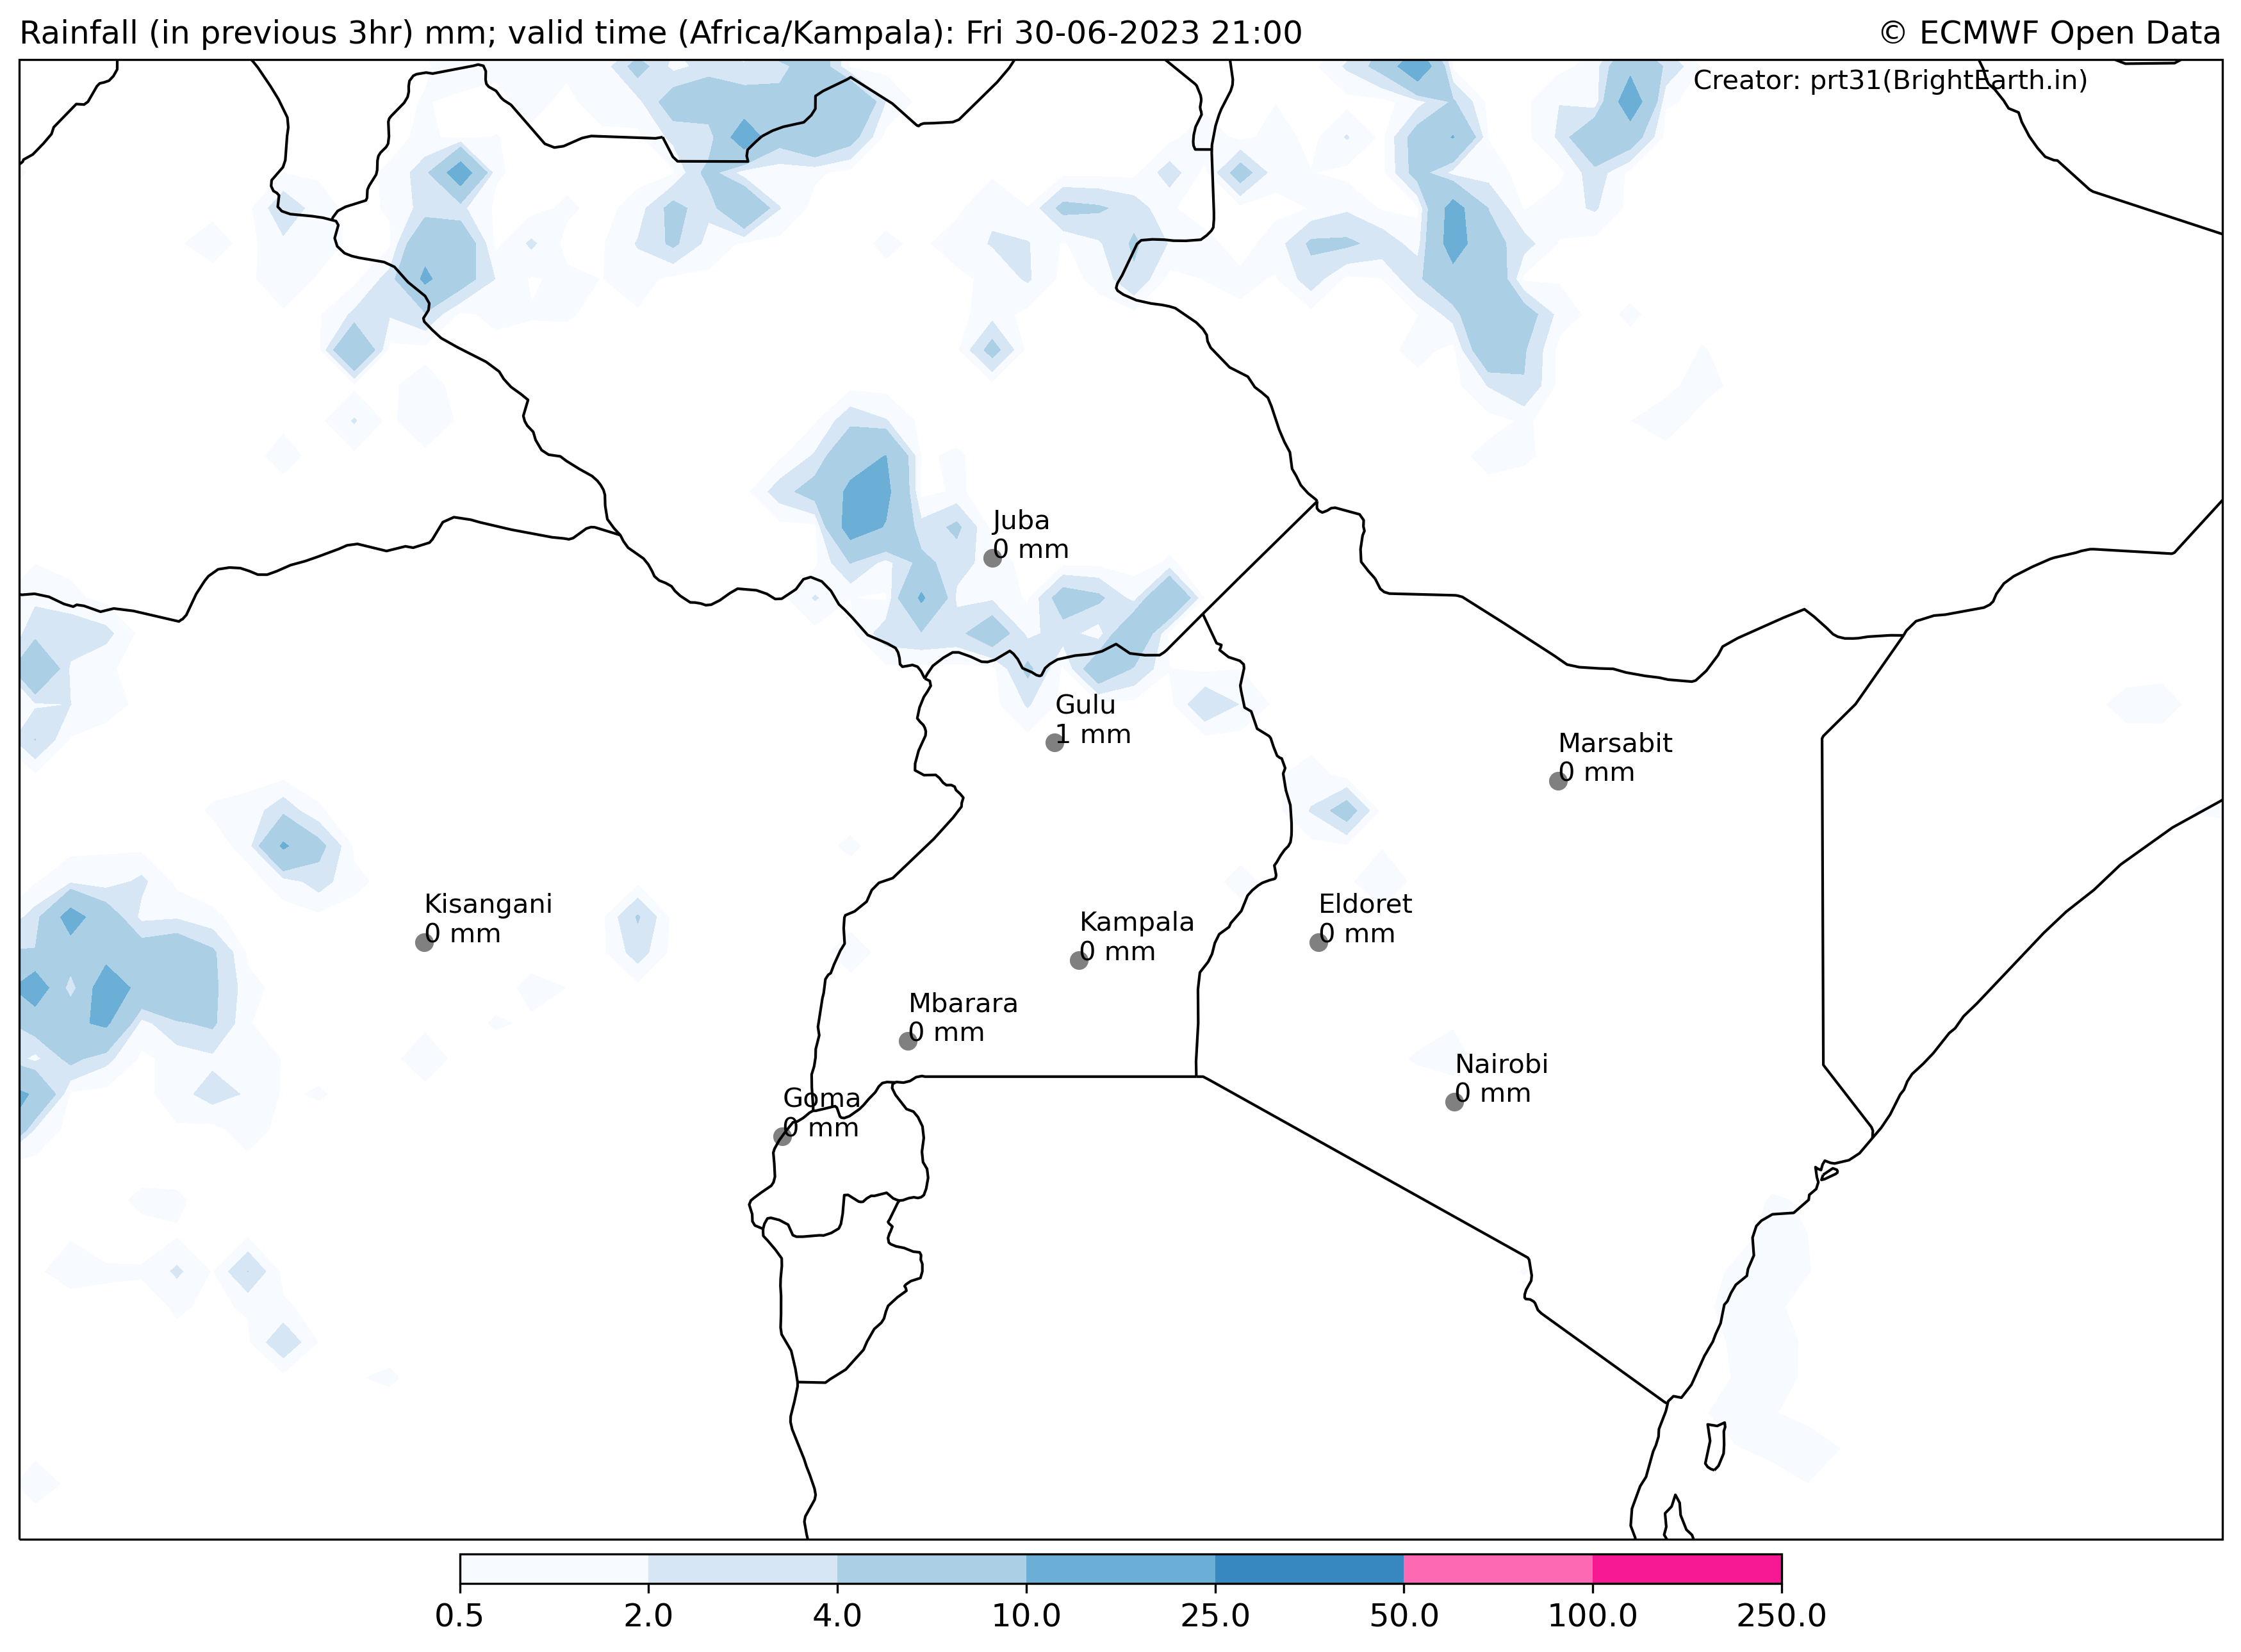 Rainfall (in previous 3hr) mm; valid time (Africa/Kampala): Fri 30-06-2023 21:00
© ECMWF Open Data
Creator: prt31(BrightEarth.in)
Juba
0 mm
Gulu
1 mm
Marsabit
0 mm
Kisangani
0 mm
Eldoret
0 mm
Kampala
0 mm
Mbarara
0 mm
Nairobi
0 mm
Goma
0 mm
0.5 2.0 4.0 10.0 25.0 50.0 100.0 250.0